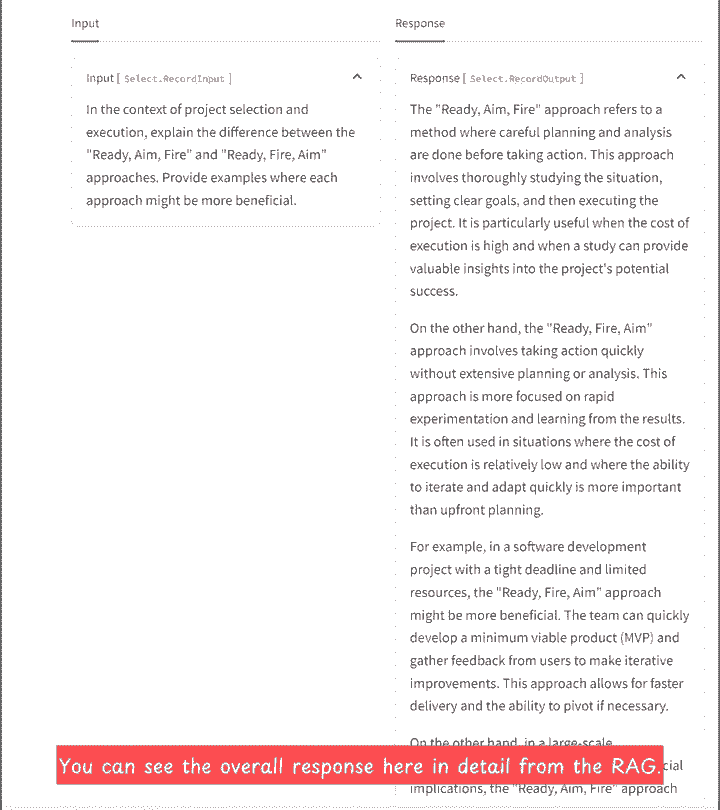 Input
Response
Input [ Select.RecordInput ]
In the context of project selection and
execution, explain the difference between the
"Ready, Aim, Fire" and "Ready, Fire, Aim"
approaches. Provide examples where each
approach might be more beneficial.
Response [ Select.RecordOutput ]
The "Ready, Aim, Fire" approach refers to a
method where careful planning and analysis
are done before taking action. This approach
involves thoroughly studying the situation,
setting clear goals, and then executing the
project. It is particularly useful when the cost of
execution is high and when a study can provide
valuable insights into the project's potential
success.
On the other hand, the "Ready, Fire, Aim"
approach involves taking action quickly
without extensive planning or analysis. This
approach is more focused on rapid
experimentation and learning from the results.
It is often used in situations where the cost of
execution is relatively low and where the ability
to iterate and adapt quickly is more important
than upfront planning.
For example, in a software development
project with a tight deadline and limited
resources, the "Ready, Fire, Aim" approach
might be more beneficial. The team can quickly
develop a minimum viable product (MVP) and
gather feedback from users to make iterative
improvements. This approach allows for faster
delivery and the ability to pivot if necessary.
On the other hand, in a large-scale
implications, the "Ready, Aim, Fire" approach
You can see the overall response here in detail from the RAG.